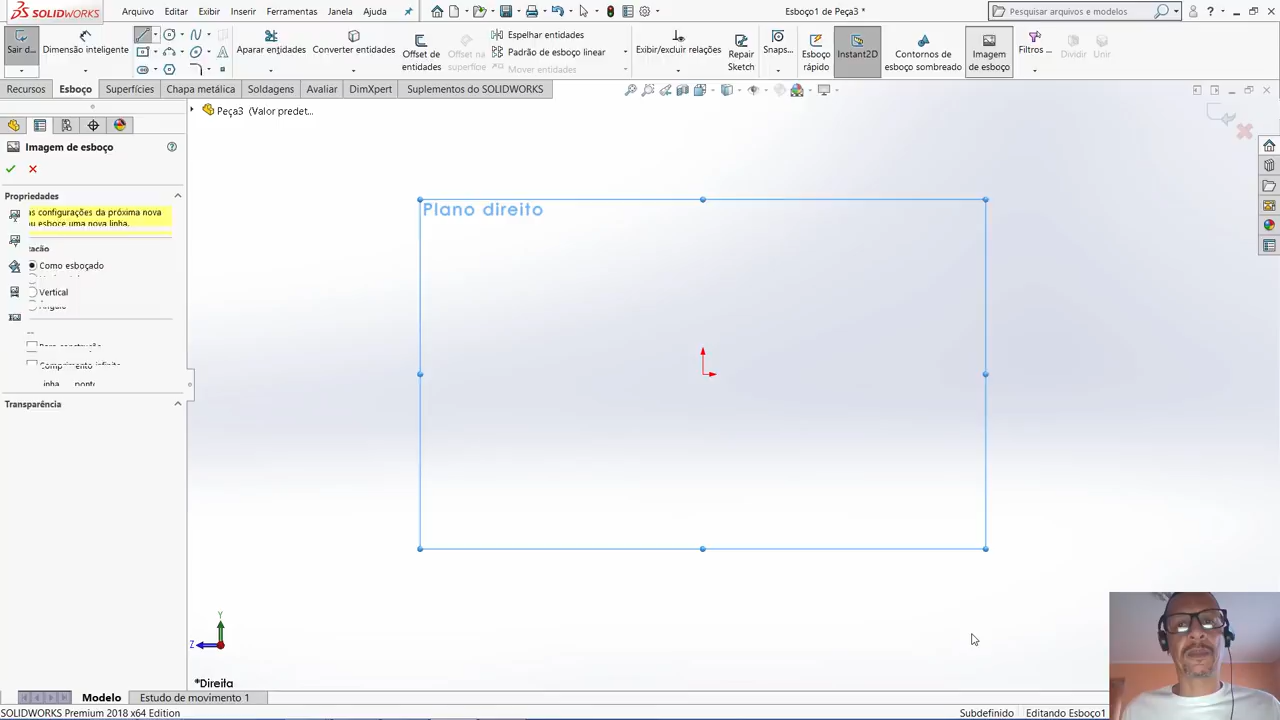 SOLIDWORKS
Arquivo Editar Exibir Inserir Ferramentas Janela Ajuda
Esboço1 de Peça3 *
Pesquisar arquivos e modelos
Sair d...
Dimensão inteligente
Aparar entidades
Converter entidades
Offset de entidades
Offset na superfície
Espelhar entidades
Padrão de esboço linear
Mover entidades
Exibir/excluir relações
Repair Sketch
Snaps...
Esboço rápido
Instant2D
Contornos de esboço sombreado
Imagem de esboço
Filtros ...
Dividir
Unir
Recursos Esboço Superfícies Chapa metálica Soldagens Avaliar DimXpert Suplementos do SOLIDWORKS
Peça3 (Valor predet...
Imagem de esboço
Propriedades
as configurações da próxima nova
ou esboce uma nova linha.
Como esboçado
Vertical
Transparência
Plano direito
Y
Z
*Direita
Modelo Estudo de movimento 1
SOLIDWORKS Premium 2018 x64 Edition
Subdefinido
Editando Esboço1